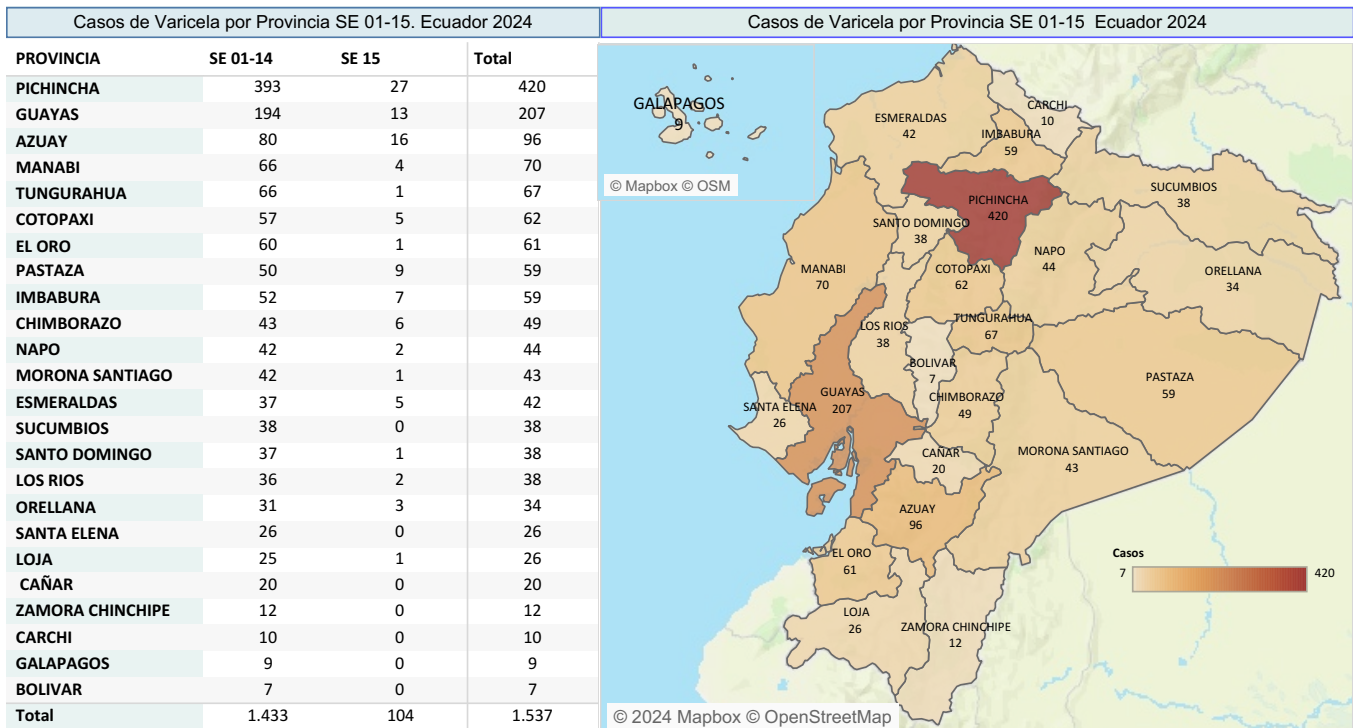 Casos de Varicela por Provincia SE 01-15. Ecuador 2024
PROVINCIA SE 01-14 SE 15 Total
PICHINCHA 393 27 420
GUAYAS 194 13 207
AZUAY 80 16 96
MANABI 66 4 70
TUNGURAHUA 66 1 67
COTOPAXI 57 5 62
EL ORO 60 1 61
PASTAZA 50 9 59
IMBABURA 52 7 59
CHIMBORAZO 43 6 49
NAPO 42 2 44
MORONA SANTIAGO 42 1 43
ESMERALDAS 37 5 42
SUCUMBIOS 38 0 38
SANTO DOMINGO 37 1 38
LOS RIOS 36 2 38
ORELLANA 31 3 34
SANTA ELENA 26 0 26
LOJA 25 1 26
CAÑAR 20 0 20
ZAMORA CHINCHIPE 12 0 12
CARCHI 10 0 10
GALAPAGOS 9 0 9
BOLIVAR 7 0 7
Total 1.433 104 1.537
Casos de Varicela por Provincia SE 01-15 Ecuador 2024
GALAPAGOS
9
© Mapbox © OSM
CARCHI
10
ESMERALDAS
42
IMBABURA
59
SUCUMBIOS
38
PICHINCHA
420
SANTO DOMINGO
38
NAPO
44
MANABI
70
COTOPAXI
62
ORELLANA
34
TUNGURAHUA
67
LOS RIOS
38
BOLIVAR
7
PASTAZA
59
GUAYAS
207
CHIMBORAZO
49
SANTA ELENA
26
CAÑAR
20
MORONA SANTIAGO
43
AZUAY
96
EL ORO
61
Casos
7 420
LOJA
26
ZAMORA CHINCHIPE
12
© 2024 Mapbox © OpenStreetMap